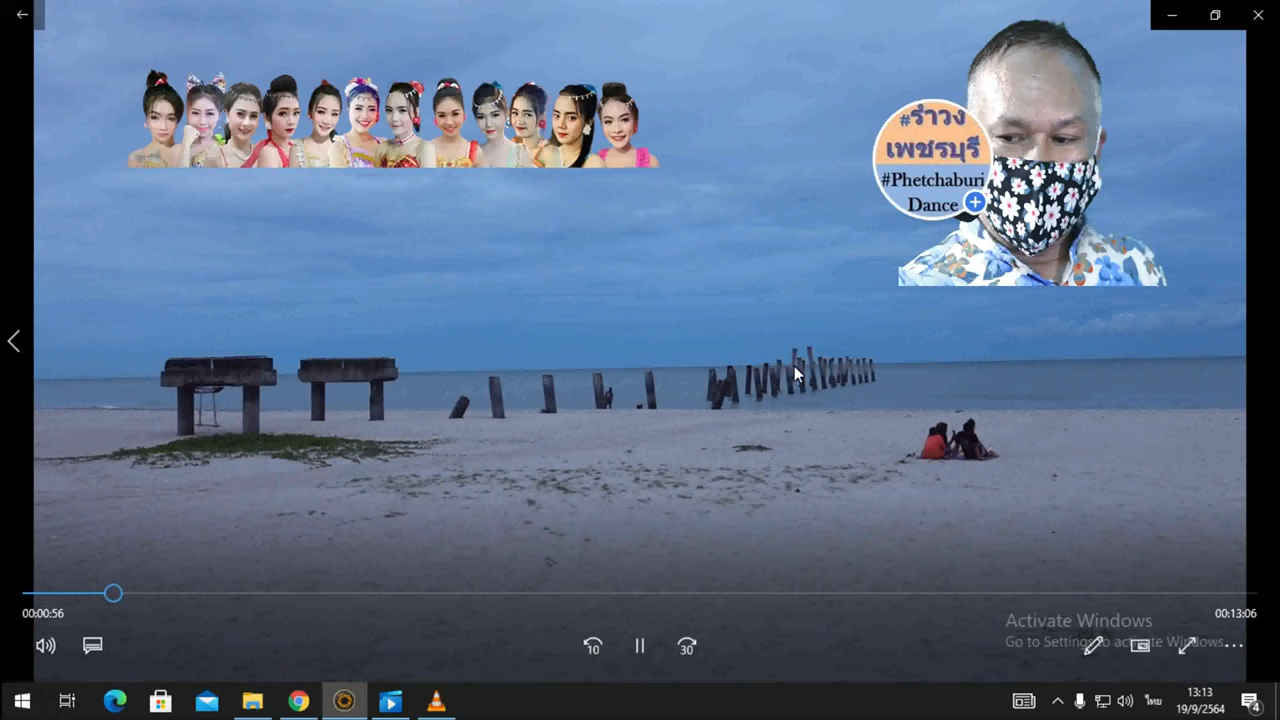 #รำวง
เพชรบุรี
#Phetchaburi
Dance
00:00:56
00:13:06
Activate Windows
Go to Settings to activate Windows.
10
30
ไทย
13:13
19/9/2564
4